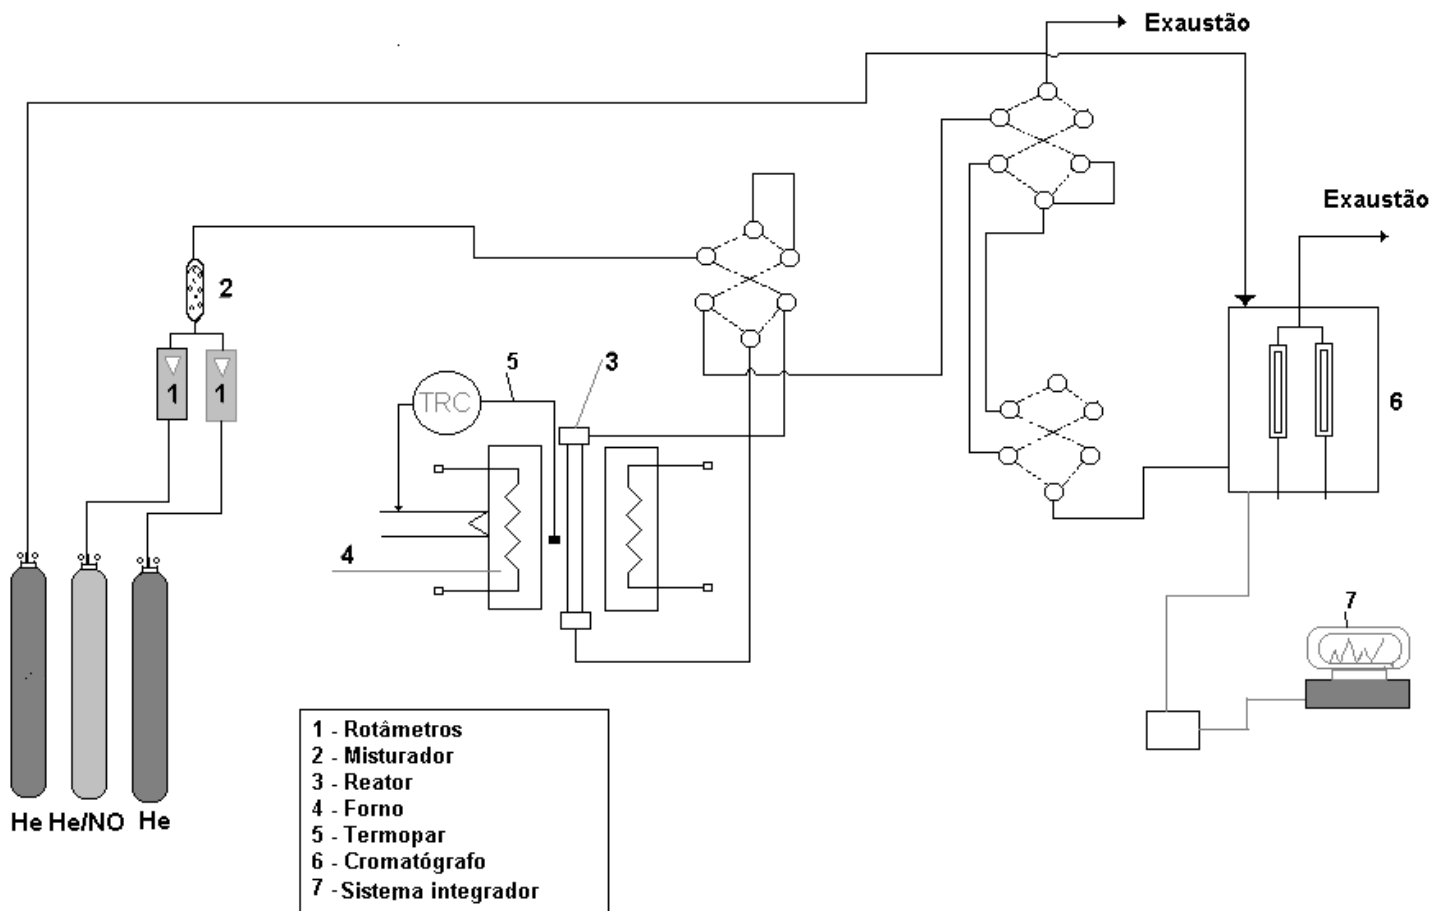 Exaustão
Exaustão
2
1
1
5
3
TRC
6
4
7
He He/NO He
1 - Rotâmetros
2 - Misturador
3 - Reator
4 - Forno
5 - Termopar
6 - Cromatógrafo
7 - Sistema integrador